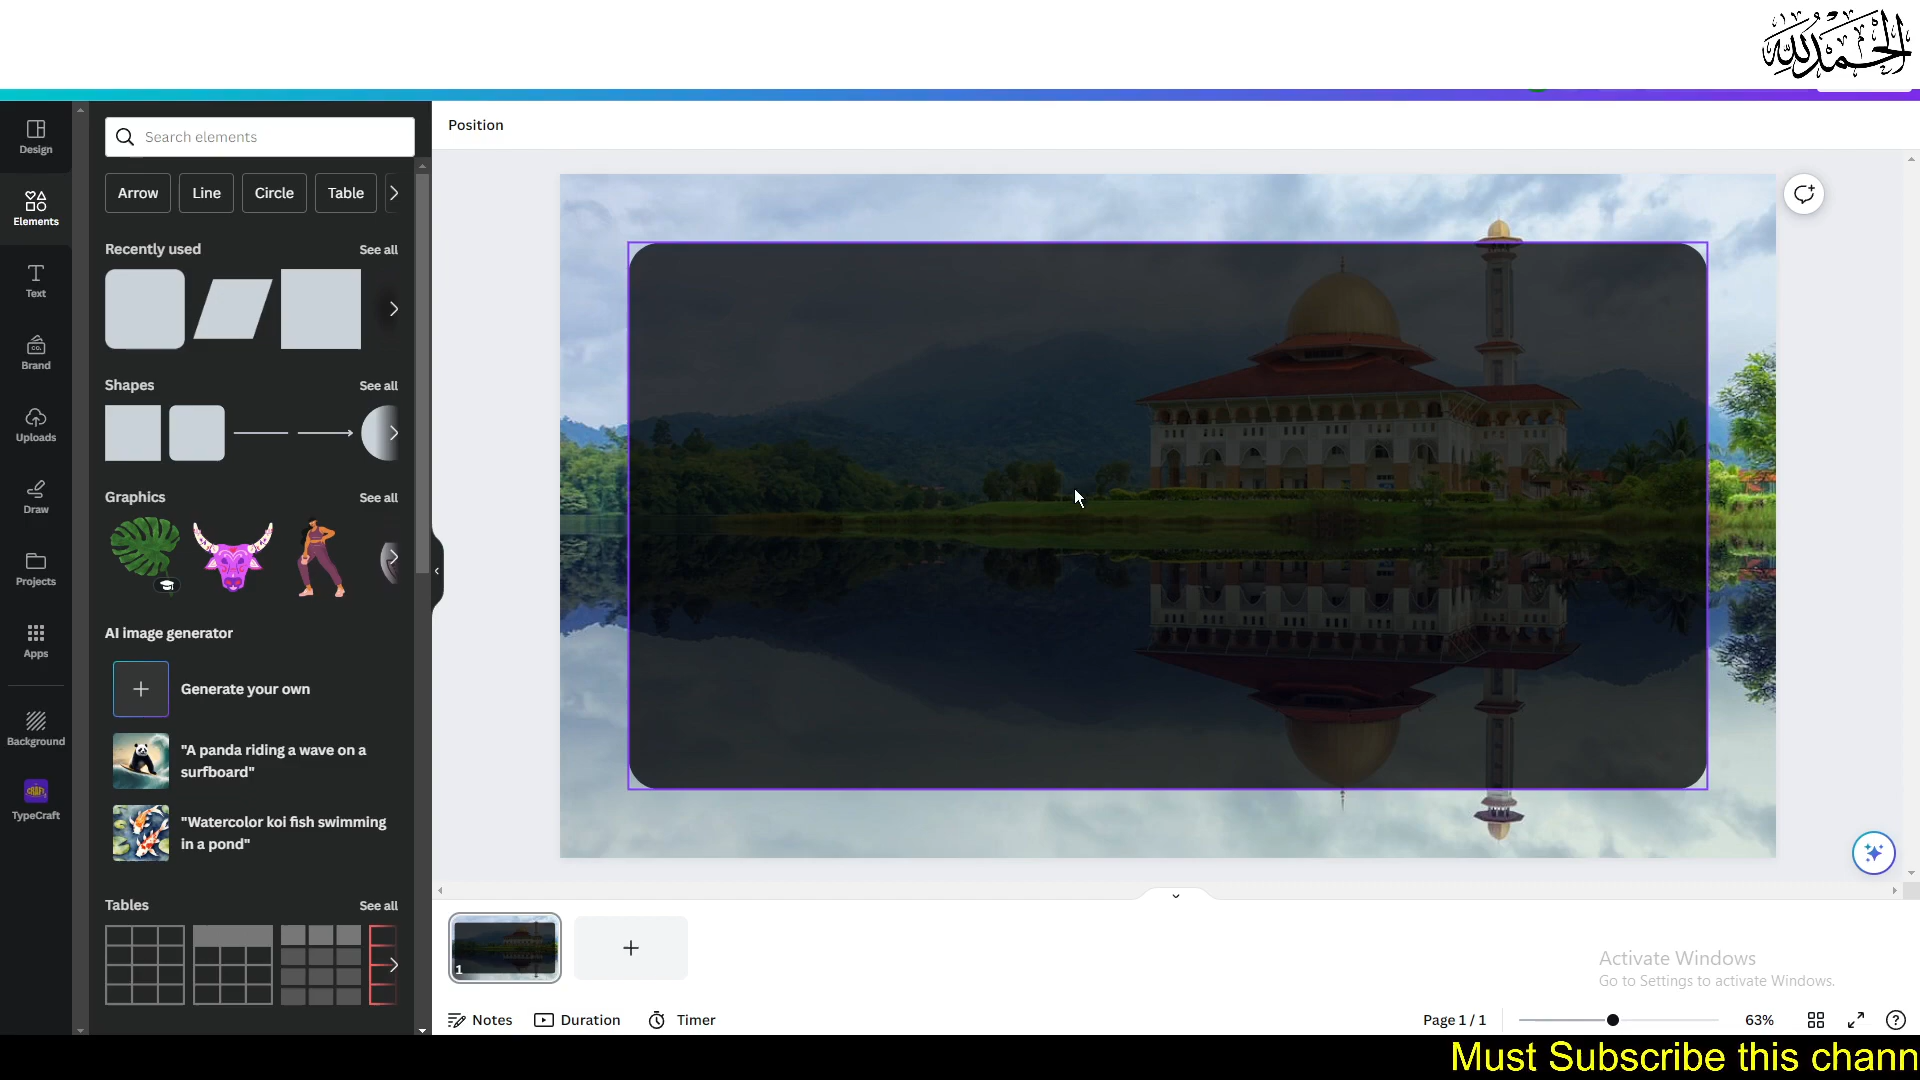 الحمد لله
Position
Design
Search elements
Arrow
Line
Circle
Table
Elements
Recently used
See all
Text
Brand
CO.
Shapes
See all
Uploads
Graphics
See all
Draw
Projects
AI image generator
Apps
Generate your own
Background
"A panda riding a wave on a
surfboard"
CRAFT
TypeCraft
"Watercolor koi fish swimming
in a pond"
Tables
See all
1
Activate Windows
Go to Settings to activate Windows.
Notes
Duration
Timer
Page 1 / 1
63%
Must Subscribe this chann